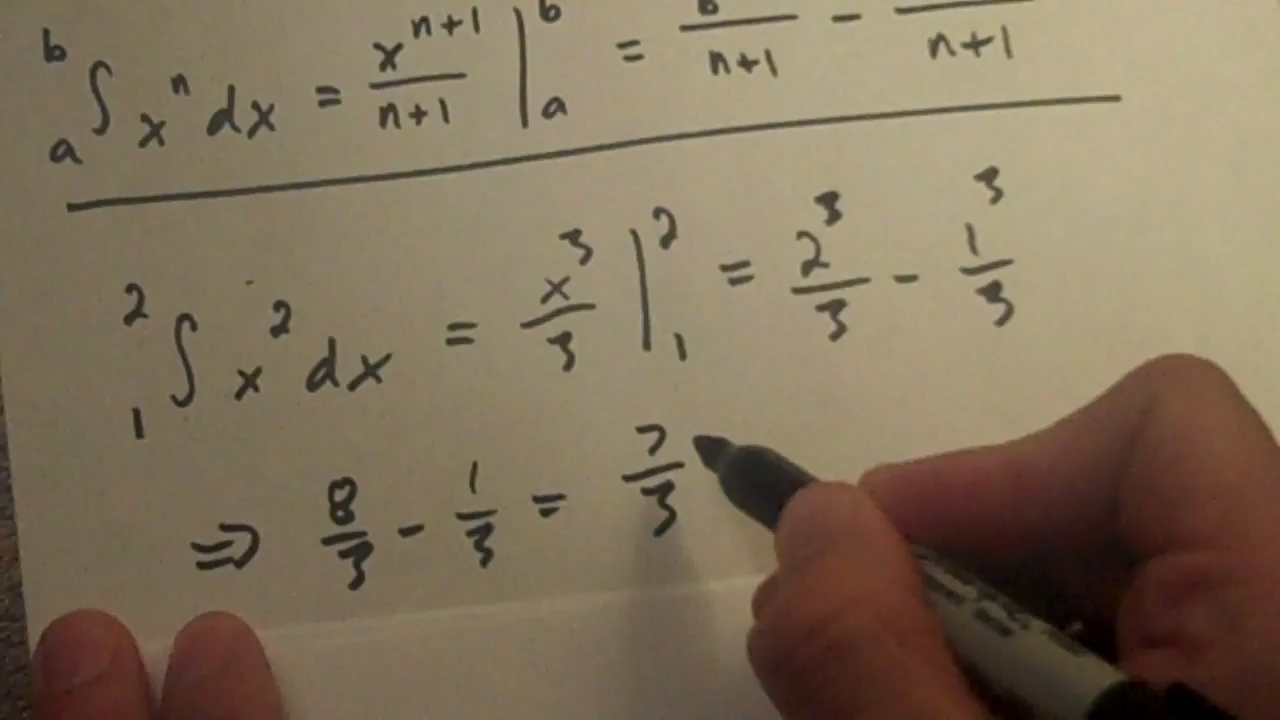 b∫a xⁿ dx = xⁿ⁺¹/n+1 |ba = b/n+1 - /n+1
2∫1 x² dx = x³/3 |21 = 2³/3 - 1³/3
⇒ 8/3 - 1/3 = 7/3